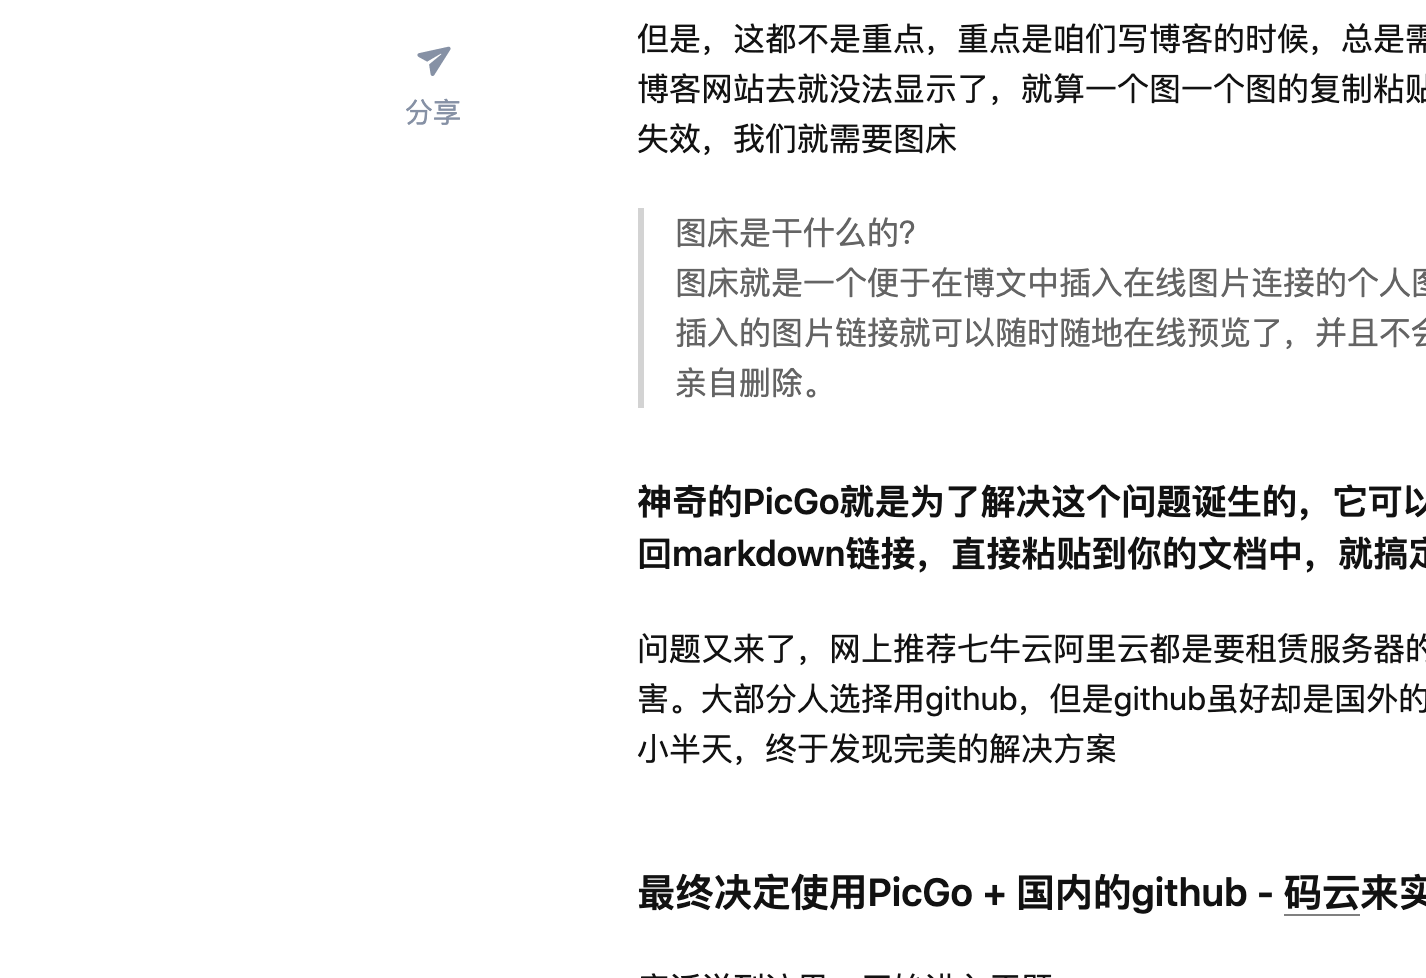 分享
但是，这都不是重点，重点是咱们写博客的时候，总是需
博客网站去就没法显示了，就算一个图一个图的复制粘贴
失效，我们就需要图床
图床是干什么的?
图床就是一个便于在博文中插入在线图片连接的个人图
插入的图片链接就可以随时随地在线预览了，并且不会
亲自删除。
神奇的PicGo就是为了解决这个问题诞生的，它可以
回markdown链接，直接粘贴到你的文档中，就搞定
问题又来了，网上推荐七牛云阿里云都是要租赁服务器的
害。大部分人选择用github，但是github虽好却是国外的
小半天，终于发现完美的解决方案
最终决定使用PicGo + 国内的github - 码云来实